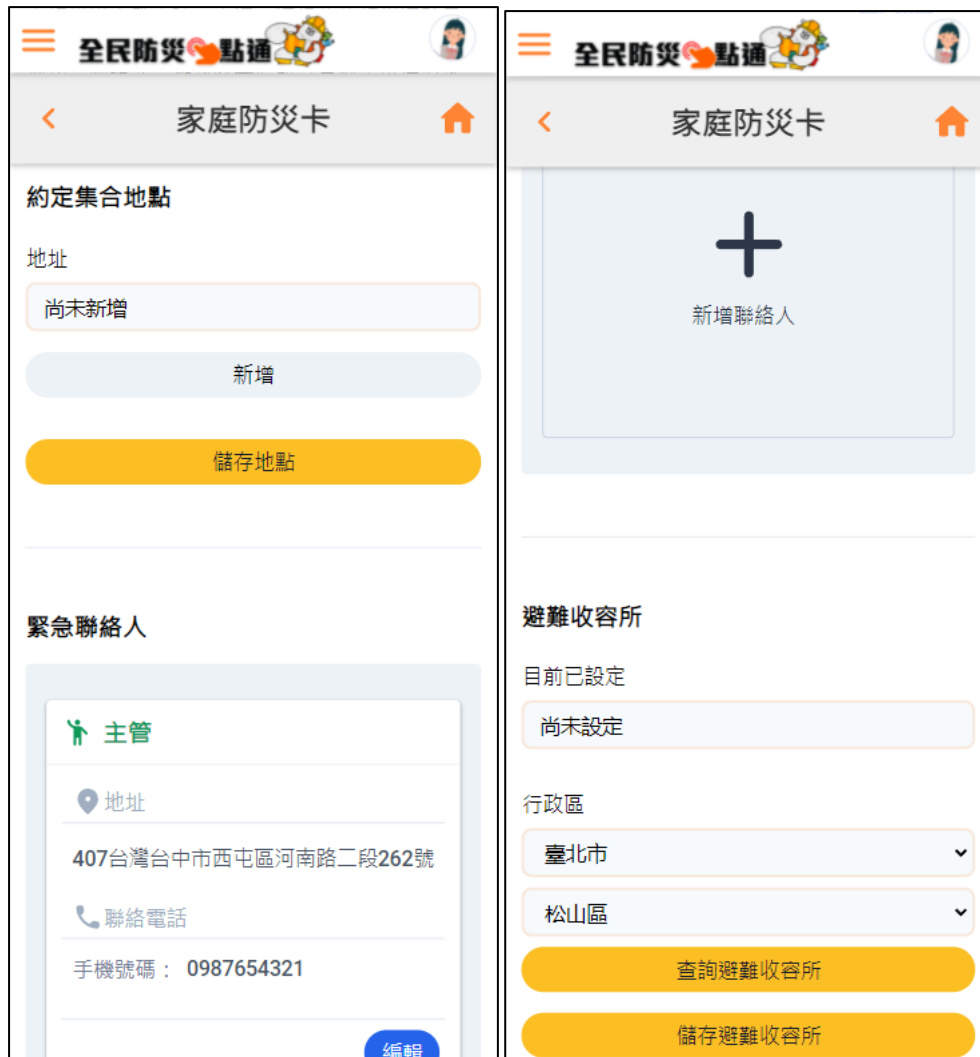 全民防災點通
家庭防災卡
約定集合地點
地址
尚未新增
新增
儲存地點
緊急聯絡人
主管
地址
407台灣台中市西屯區河南路二段262號
聯絡電話
手機號碼： 0987654321
編輯
全民防災點通
家庭防災卡
新增聯絡人
避難收容所
目前已設定
尚未設定
行政區
臺北市
松山區
查詢避難收容所
儲存避難收容所